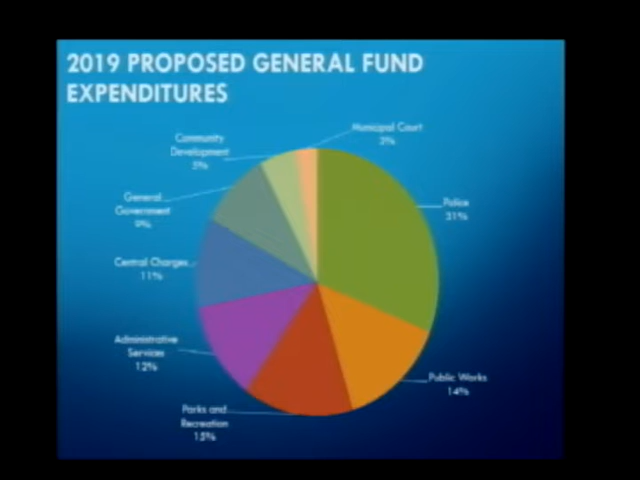 2019 PROPOSED GENERAL FUND
EXPENDITURES
Municipal Court
3%
Community
Development
5%
General
Government
9%
Police
31%
Central Charges
11%
Administrative
Services
12%
Public Works
14%
Parks and
Recreation
15%